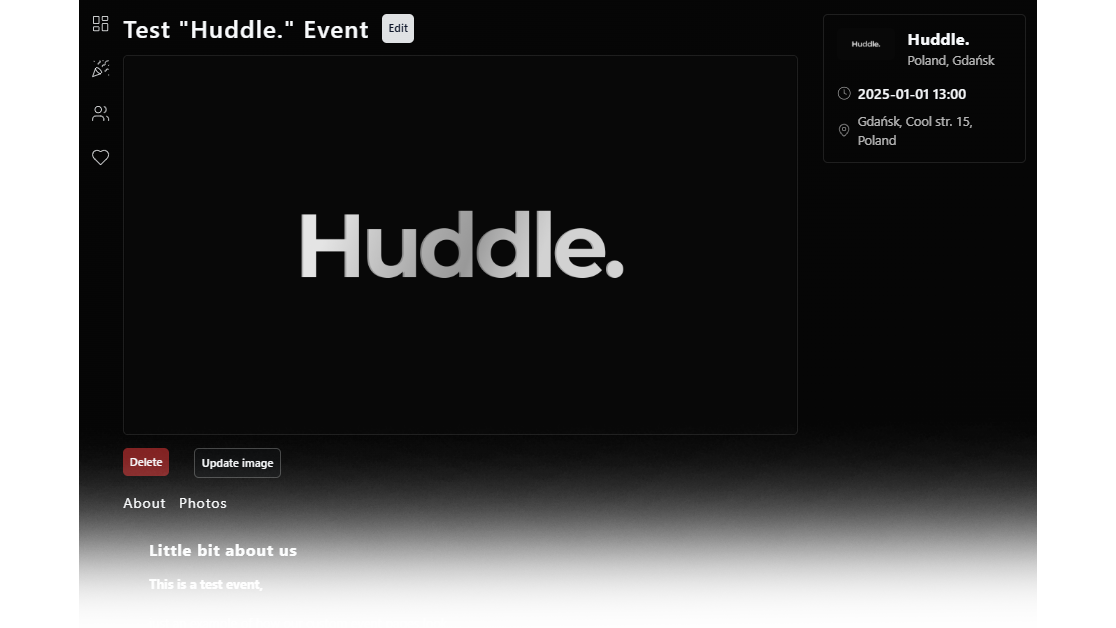 Test "Huddle." Event
Edit
Huddle.
Delete
Update image
About Photos
Little bit about us
This is a test event,
Huddle.
Huddle.
Poland, Gdańsk
2025-01-01 13:00
Gdańsk, Cool str. 15,
Poland